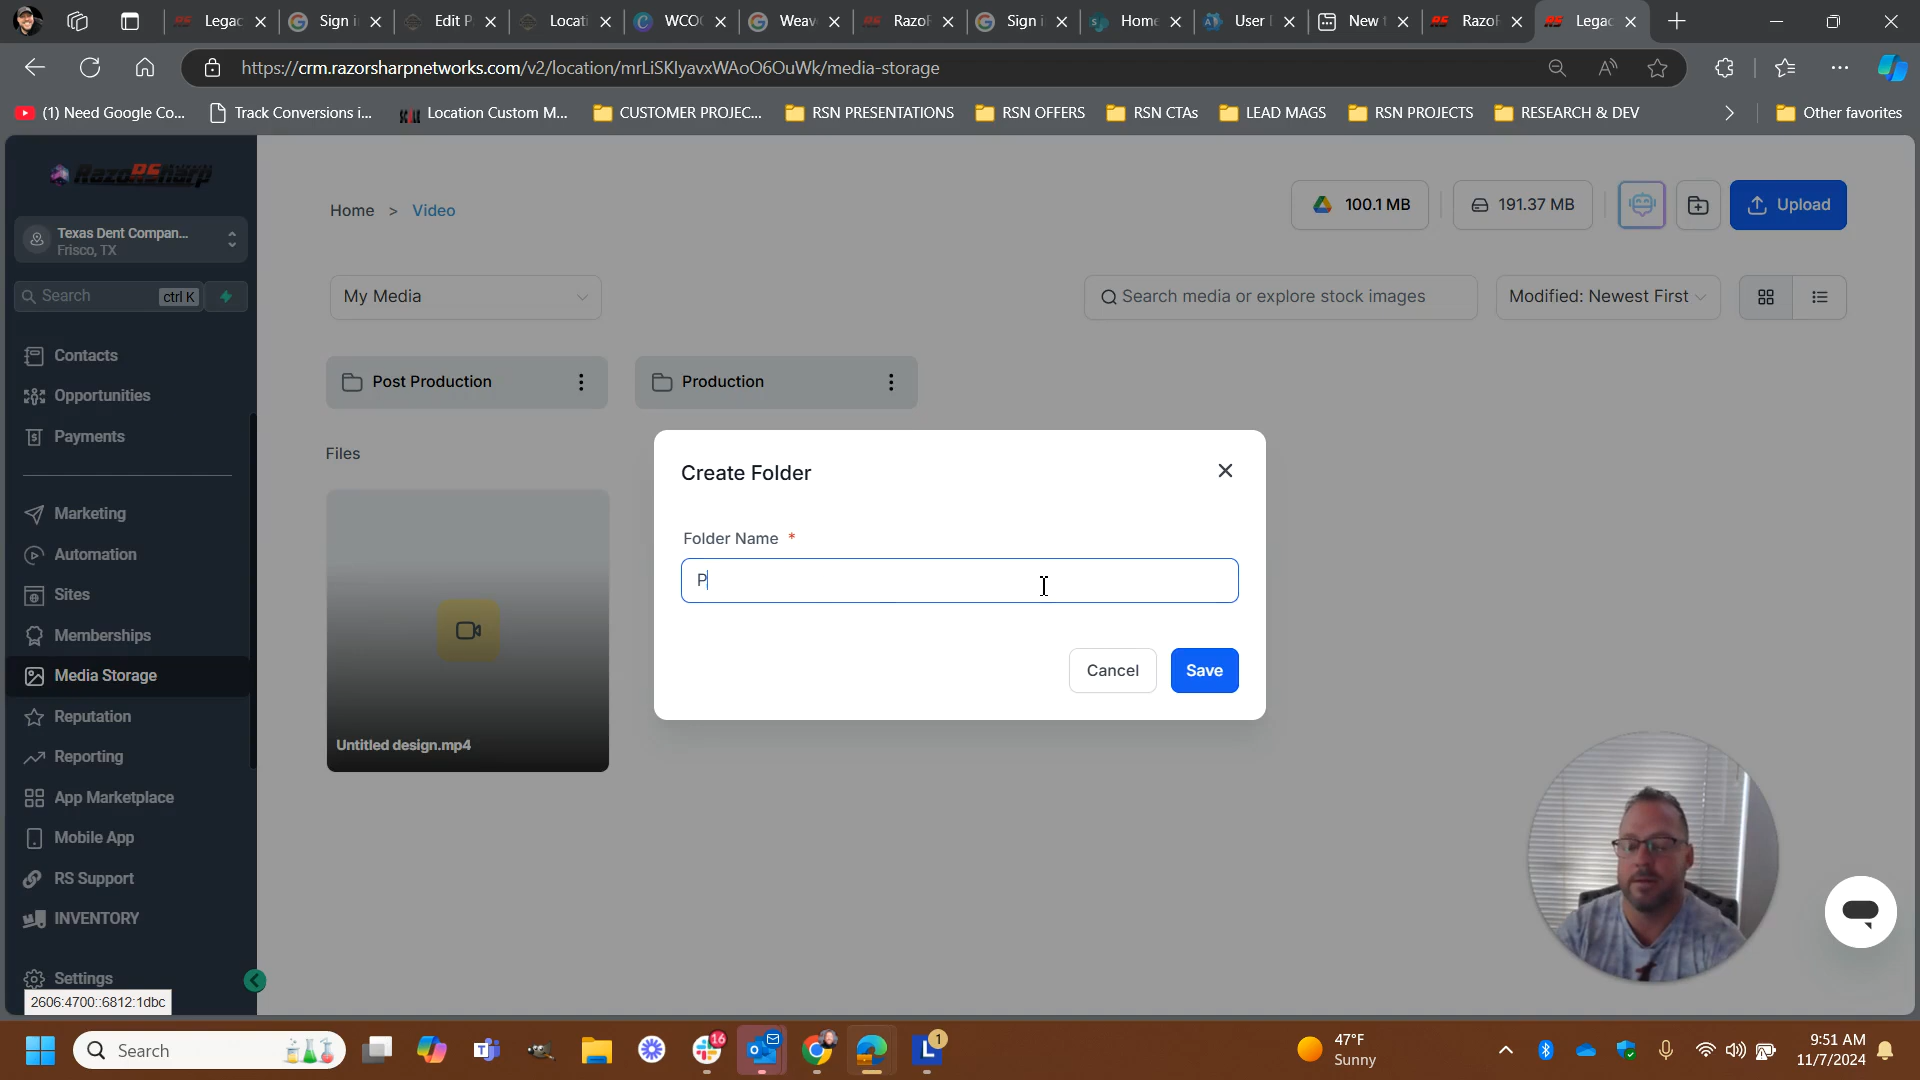 Legac
Sign i
Edit P
Locati
WCO
Weav
RazoR
Sign i
Home
User
New
RazoR
Legac
https://crm.razorsharpnetworks.com/v2/location/mrLiSKlyavxWAoO6OuWk/media-storage
(1) Need Google Co...
Track Conversions i...
Location Custom M...
CUSTOMER PROJEC...
RSN PRESENTATIONS
RSN OFFERS
RSN CTAs
LEAD MAGS
RSN PROJECTS
RESEARCH & DEV
Other favorites
RazoRSharp
Texas Dent Compan...
Frisco, TX
Search
ctrl K
Contacts
Opportunities
Payments
Marketing
Automation
Sites
Memberships
Media Storage
Reputation
Reporting
App Marketplace
Mobile App
RS Support
INVENTORY
Settings
2606:4700::6812:1dbc
Home > Video
100.1 MB
191.37 MB
Upload
My Media
Search media or explore stock images
Modified: Newest First
Post Production
Production
Files
Untitled design.mp4
Create Folder
Folder Name *
P
Cancel
Save
Search
16
1
47°F
Sunny
9:51 AM
11/7/2024